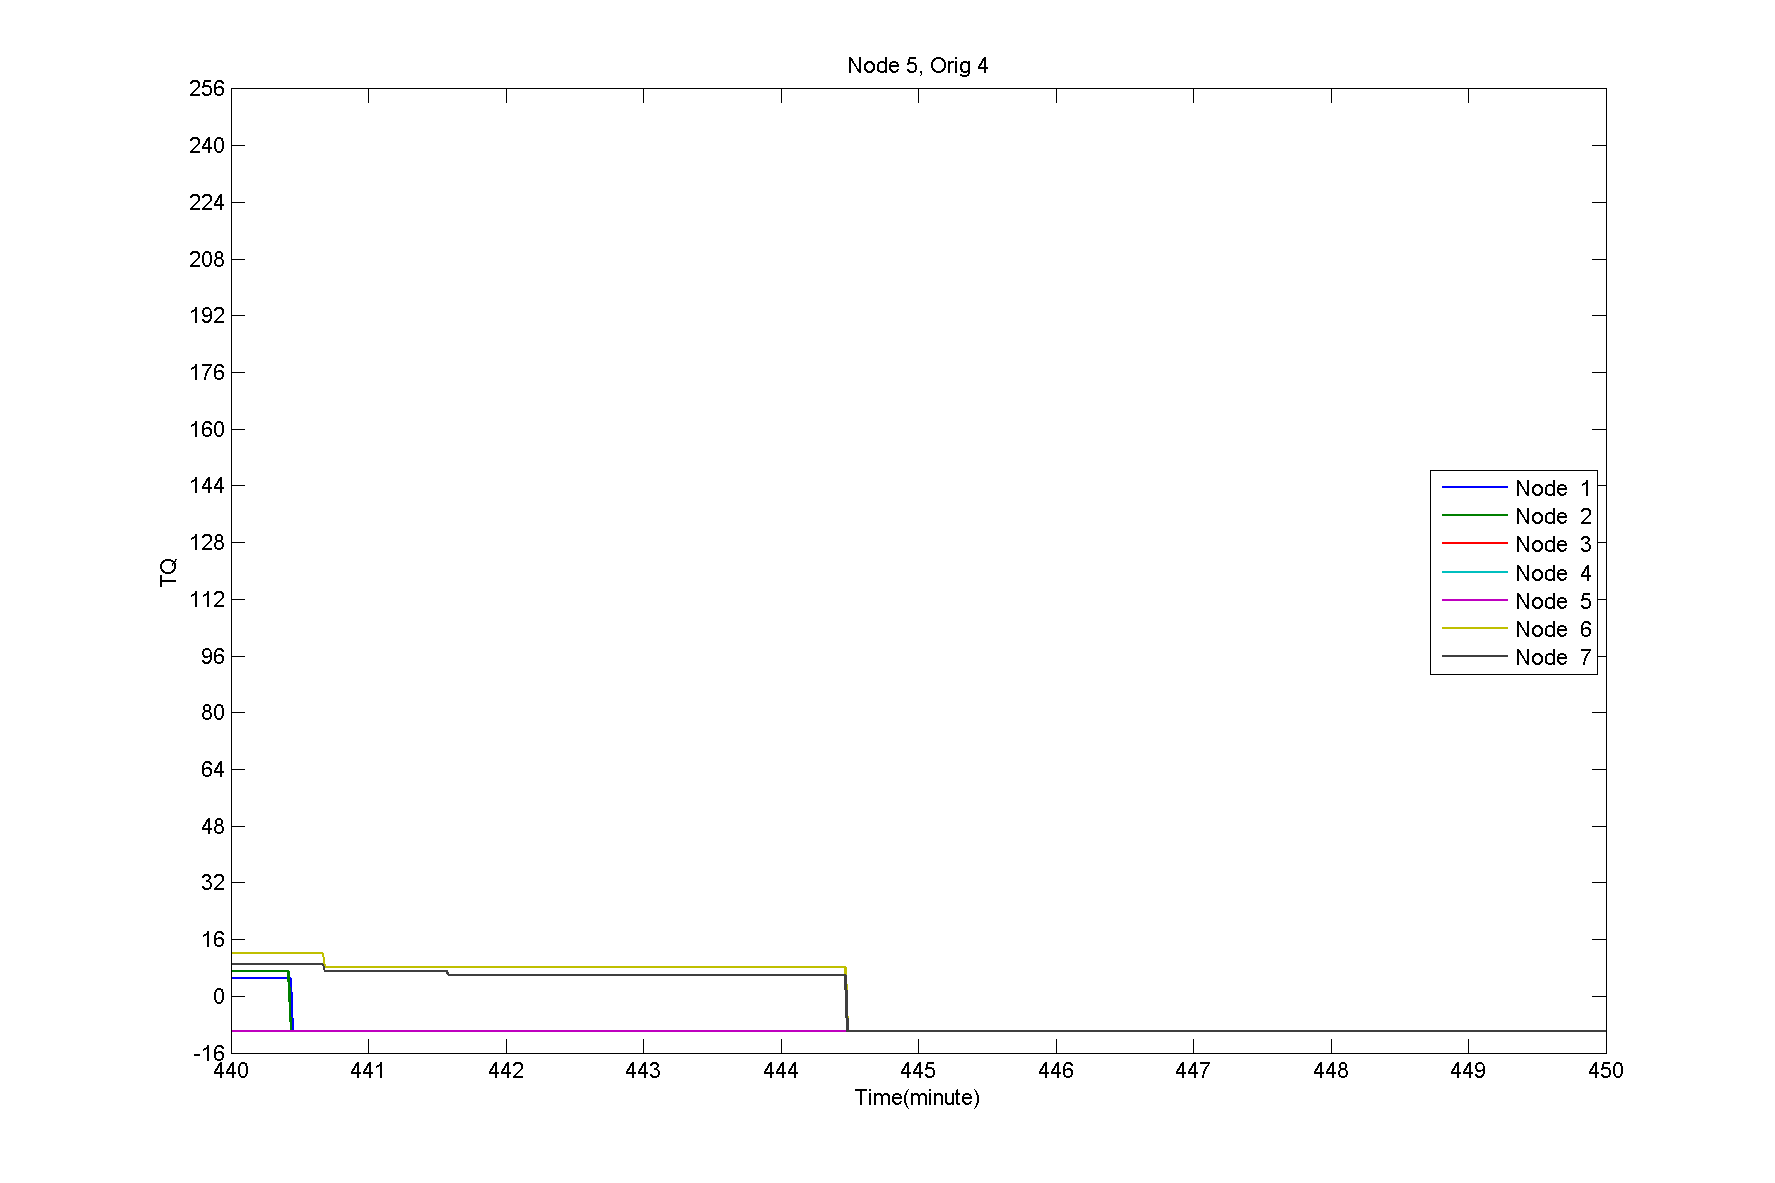 Node 5, Orig 4
256
240
224
208
192
176
160
144
128
112
96
80
64
48
32
16
0
-16
TQ
Node 1
Node 2
Node 3
Node 4
Node 5
Node 6
Node 7
440 441 442 443 444 445 446 447 448 449 450
Time(minute)